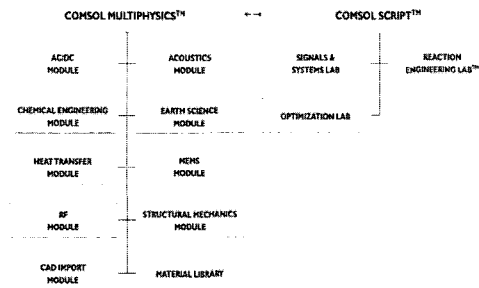 COMSOL MULTIPHYSICS™ ↔ COMSOL SCRIPT™
AC/DC
MODULE
ACOUSTICS
MODULE
SIGNALS &
SYSTEMS LAB
REACTION
ENGINEERING LAB™
CHEMICAL ENGINEERING
MODULE
EARTH SCIENCE
MODULE
OPTIMIZATION LAB
HEAT TRANSFER
MODULE
MEMS
MODULE
RF
MODULE
STRUCTURAL MECHANICS
MODULE
CAD IMPORT
MODULE
MATERIAL LIBRARY